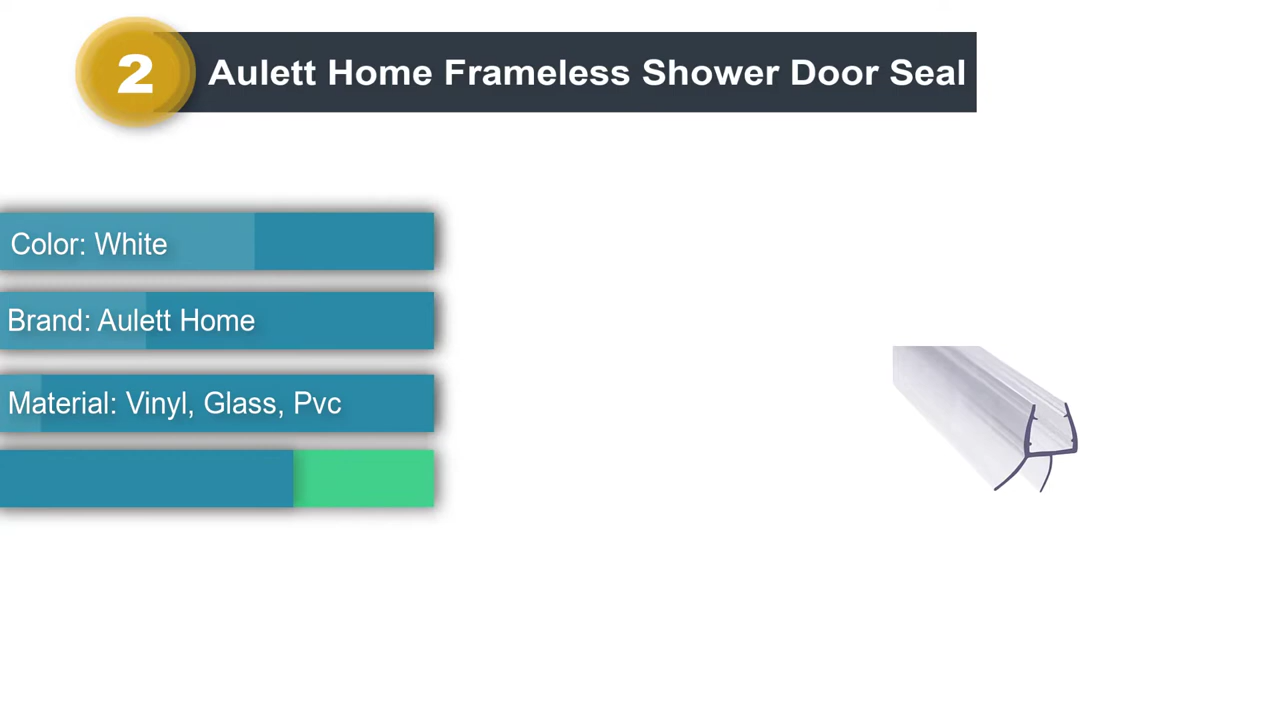 2
Aulett Home Frameless Shower Door Seal
Color: White
Brand: Aulett Home
Material: Vinyl, Glass, Pvc